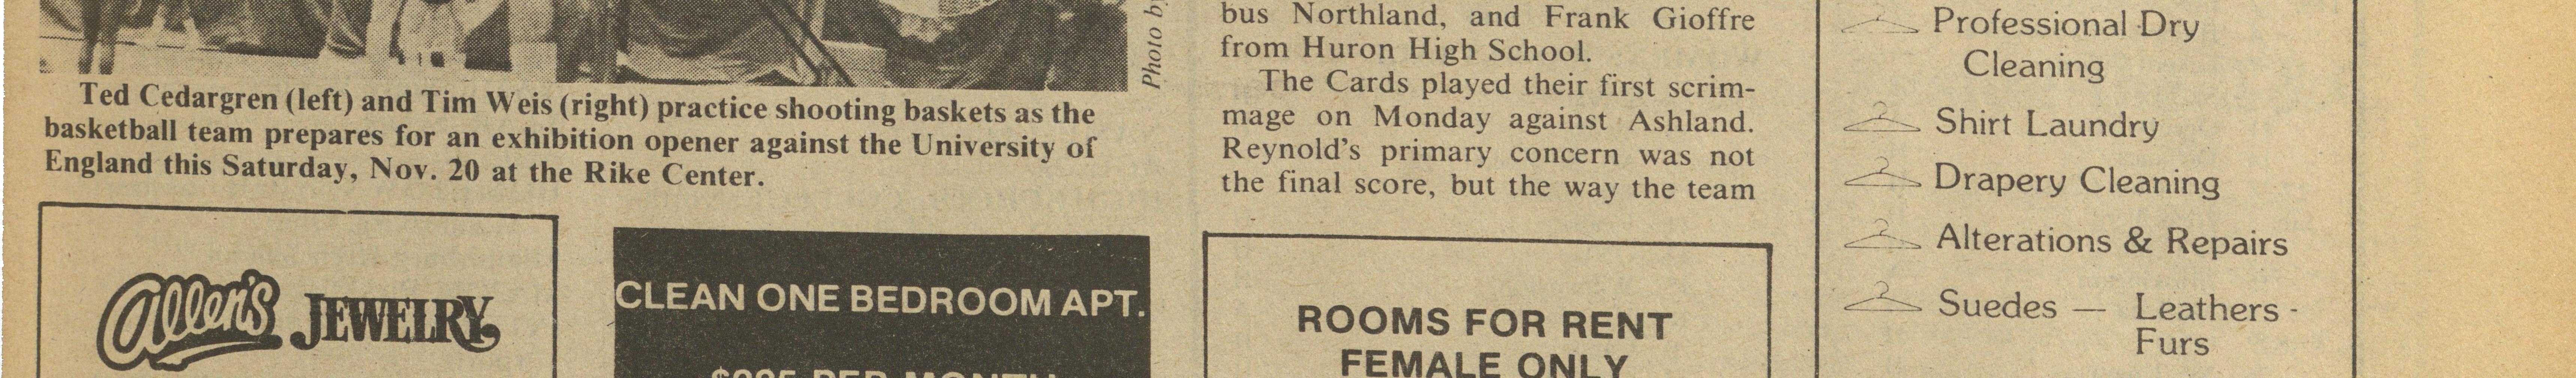 Photo by
Ted Cedargren (left) and Tim Weis (right) practice shooting baskets as the
basketball team prepares for an exhibition opener against the University of
England this Saturday, Nov. 20 at the Rike Center.
Allen's JEWELRY
CLEAN ONE BEDROOM APT.
PER MONTH
bus Northland, and Frank Gioffre
from Huron High School.
The Cards played their first scrim-
mage on Monday against Ashland.
Reynold's primary concern was not
the final score, but the way the team
ROOMS FOR RENT
FEMALE ONLY
Professional Dry
Cleaning
Shirt Laundry
Drapery Cleaning
Alterations & Repairs
Suedes — Leathers -
Furs